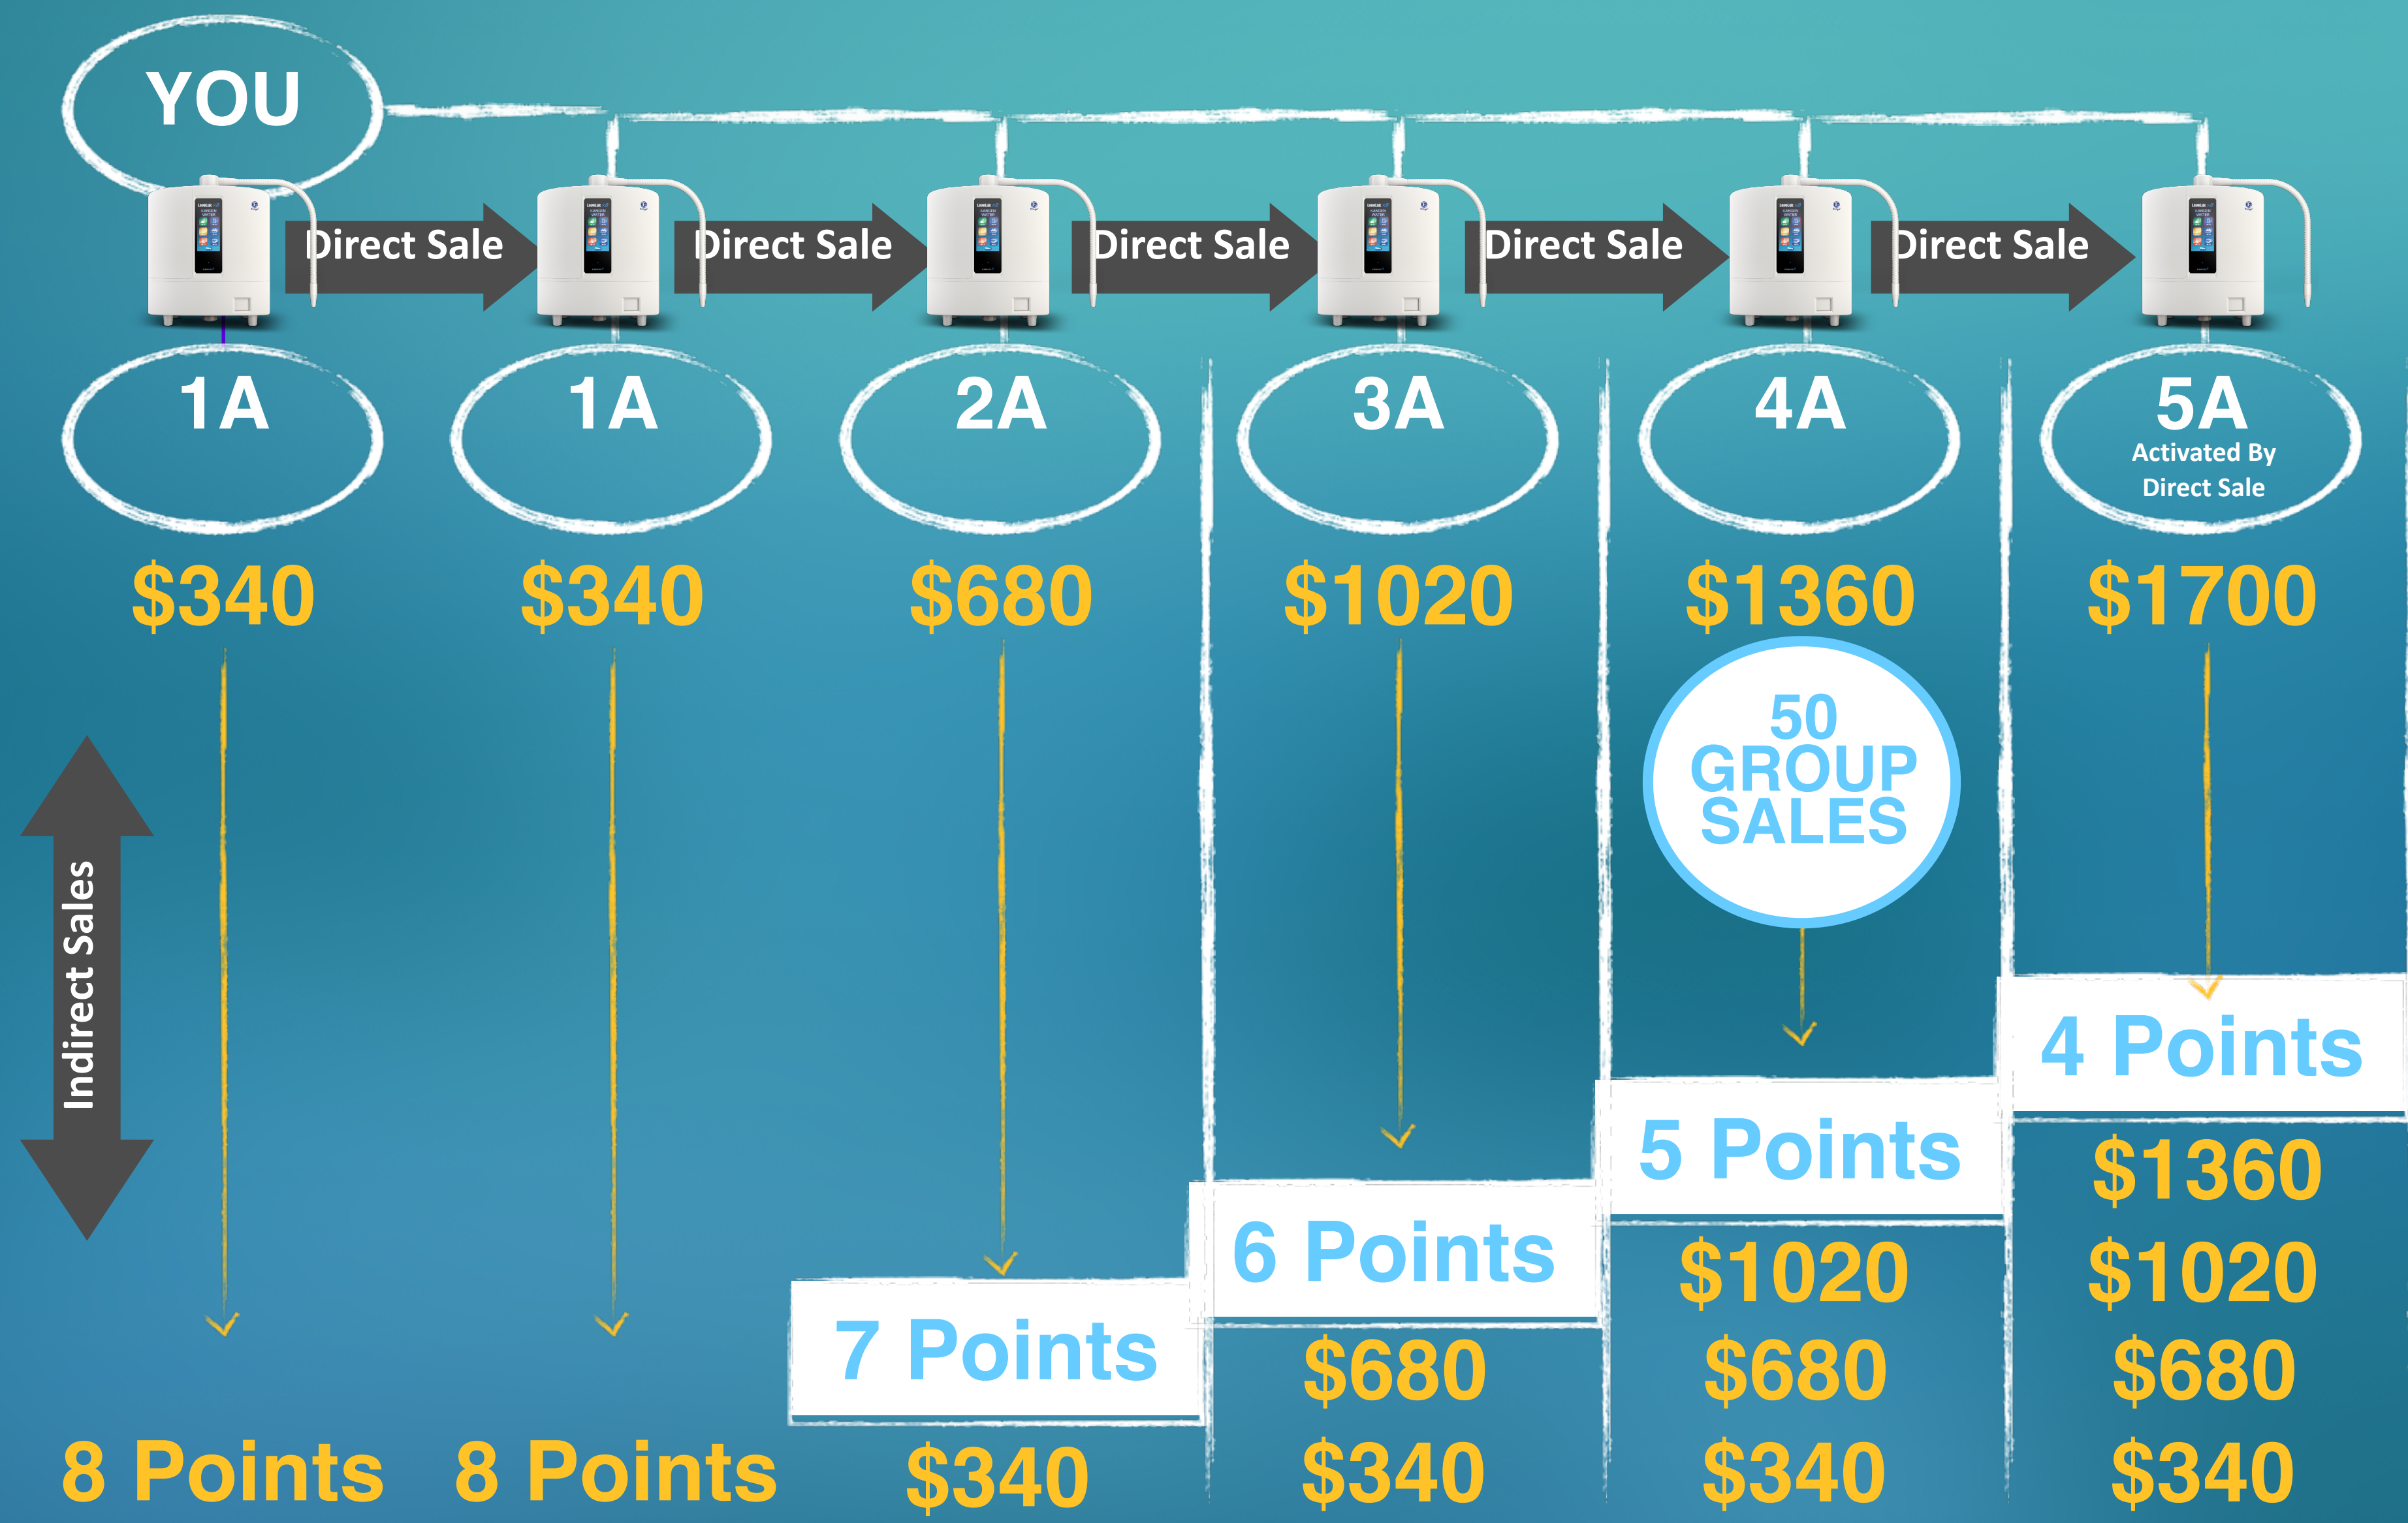 YOU
Direct Sale
Direct Sale
Direct Sale
Direct Sale
Direct Sale
1A
1A
2A
3A
4A
5A
Activated By
Direct Sale
$340
$340
$680
$1020
$1360
$1700
50
GROUP
SALES
Indirect Sales
4 Points
5 Points
$1360
6 Points
$1020
$1020
7 Points
$680
$680
$680
8 Points
8 Points
$340
$340
$340
$340